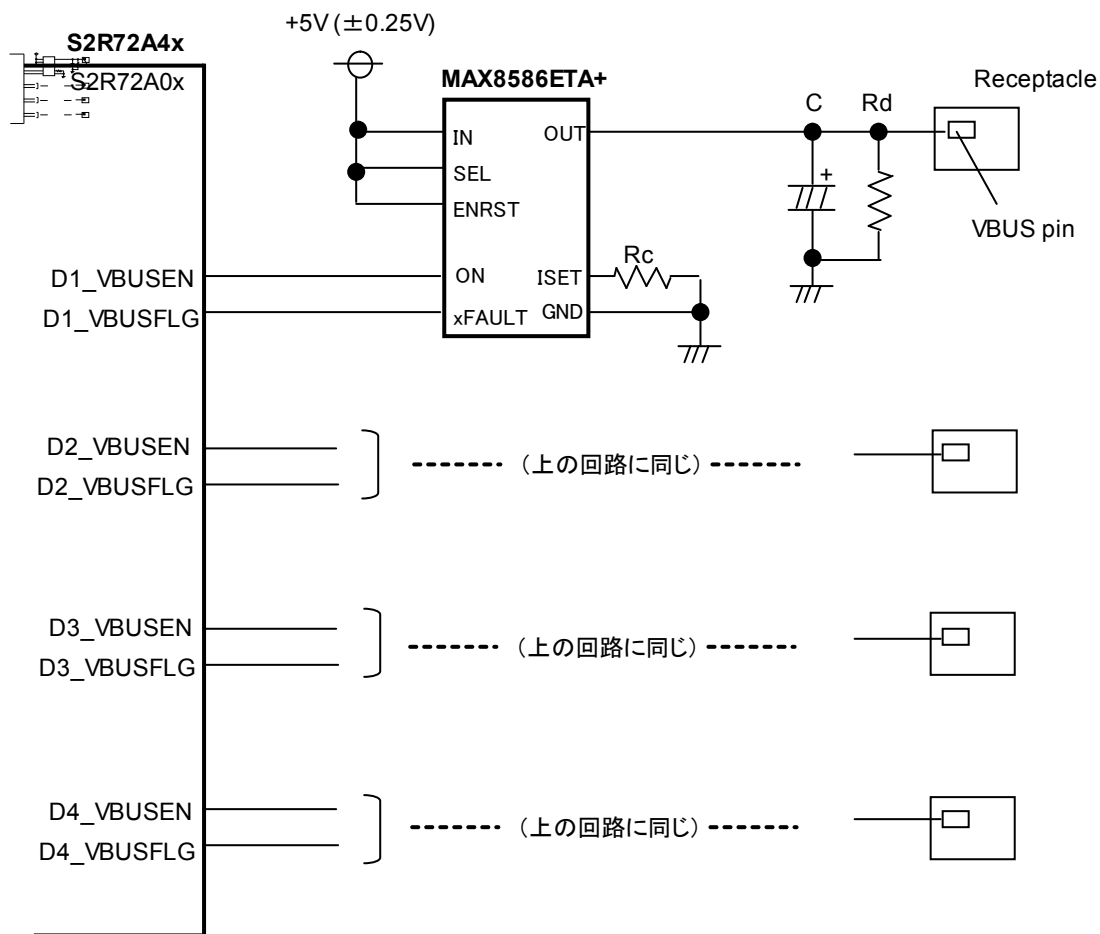 +5V (±0.25V)
S2R72A4x
S2R72A0x
MAX8586ETA+
Receptacle
C
Rd
IN
OUT
SEL
ENRST
+
VBUS pin
D1_VBUSEN
ON
ISET
Rc
D1_VBUSFLG
xFAULT
GND
D2_VBUSEN
D2_VBUSFLG
(上の回路に同じ)
D3_VBUSEN
D3_VBUSFLG
(上の回路に同じ)
D4_VBUSEN
D4_VBUSFLG
(上の回路に同じ)